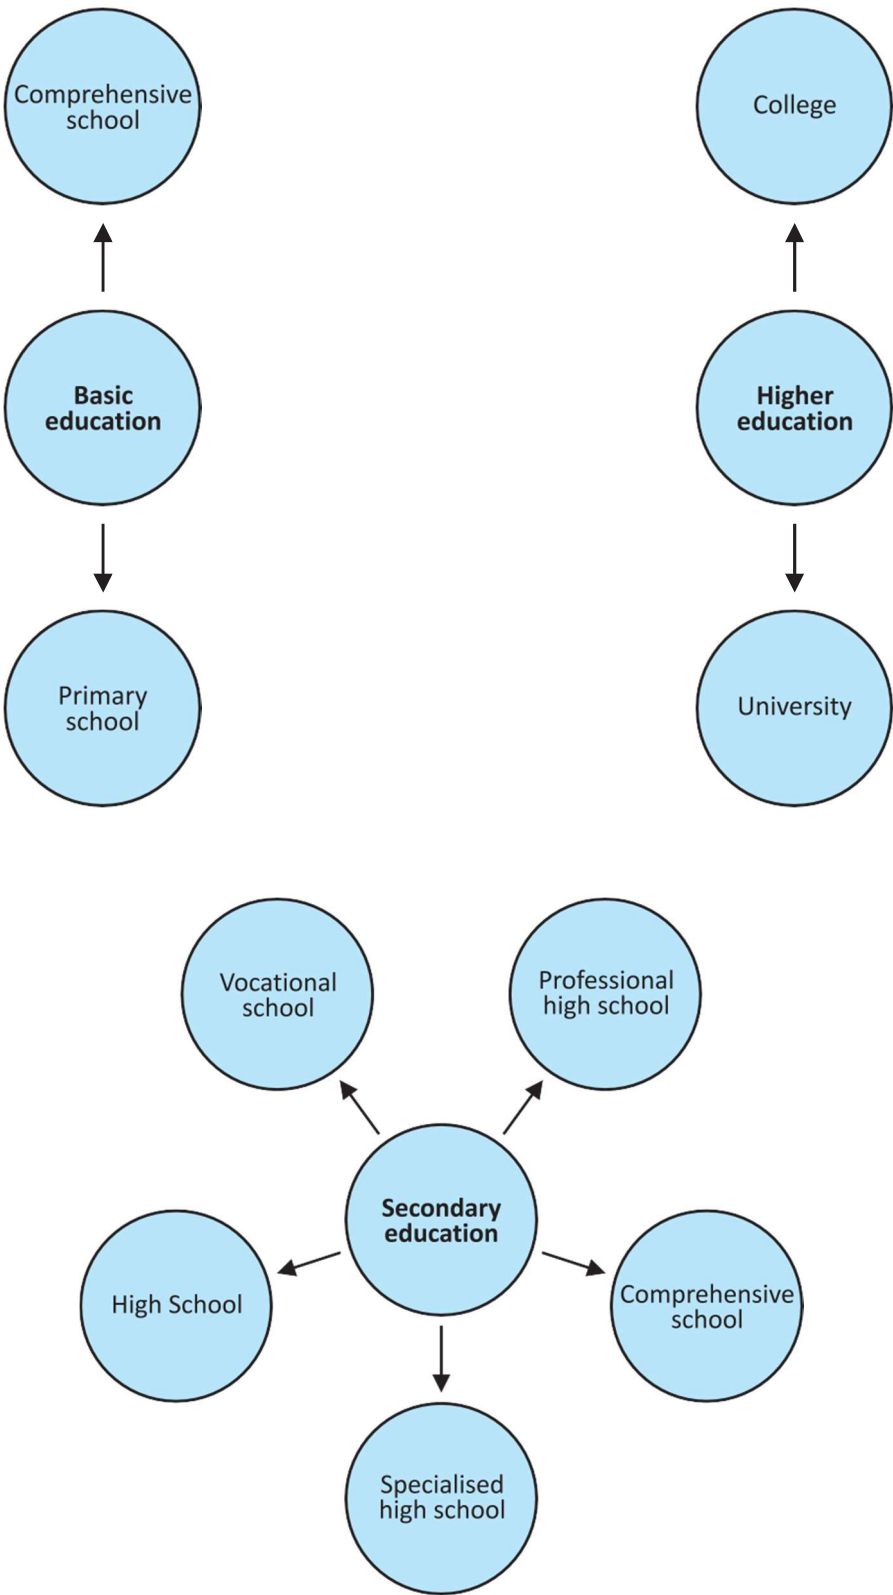 Comprehensive
school
College
Basic
education
Higher
education
Primary
school
University
Vocational
school
Professional
high school
Secondary
education
High School
Comprehensive
school
Specialised
high school